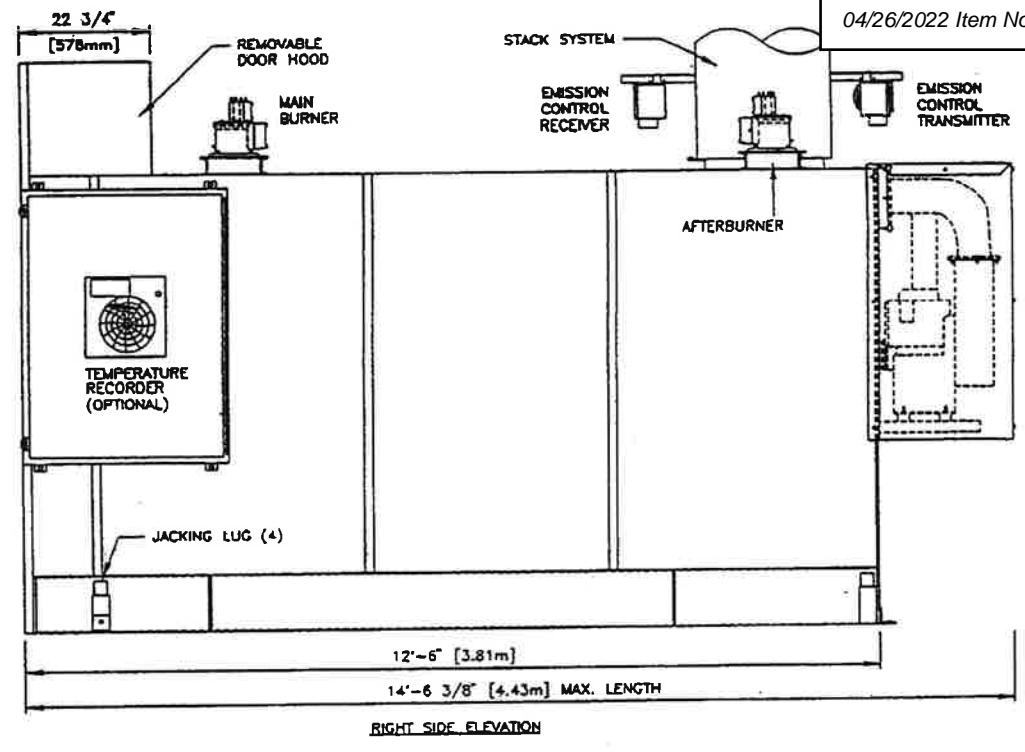 04/26/2022 Item No
22 3/4"
[578mm]
REMOVABLE
DOOR HOOD
STACK SYSTEM
MAIN
BURNER
EMISSION
CONTROL
RECEIVER
EMISSION
CONTROL
TRANSMITTER
AFTERBURNER
TEMPERATURE
RECORDER
(OPTIONAL)
JACKING LUG (4)
12'-6" [3.81m]
14'-6 3/8" [4.43m] MAX. LENGTH
RIGHT SIDE ELEVATION